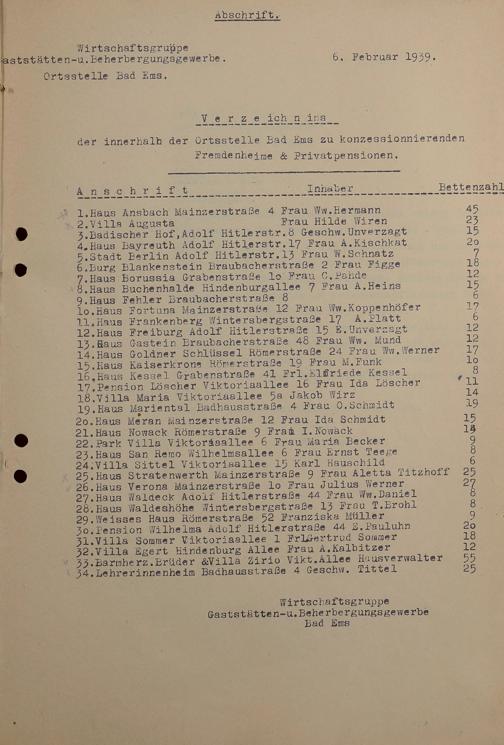 Abschrift.
Wirtschaftsgruppe
aststätten-u.Beherbergungsgewerbe. 6. Februar 1939.
Ortsstelle Bad Ems.
Verzeichniss
der innerhalb der Ortsstelle Bad Ems zu konzessionnierenden
Fremdenheime & Privatpensionen.
Anschrift Inhaber Bettenzahl
1.Haus Ansbach Mainzerstraße 4 Frau Ww.Hermann 45
2.Villa Augusta Frau Hilde Wiren 23
3.Badischer Hof,Adolf Hitlerstr.8 Geschw.Unverzagt 15
4.Haus Bayreuth Adolf Hitlerstr.17 Frau A.Kischkat 2o
5.Stadt Berlin Adolf Hitlerstr.13 Frau W.Schnatz 7
6.Burg Blankenstein Braubacherstraße 2 Frau Figge 18
7.Haus Borussia Grabenstraße 1o Frau C.Pahde 12
8.Haus Buchenhalde Hindenburgallee 7 Frau A.Heins 15
9.Haus Fehler Braubacherstraße 8 6
1o.Haus Fortuna Mainzerstraße 12 Frau Ww.Koppenhöfer 17
11.Haus Frankenberg Wintersbergstraße 17 A.Platt 6
12.Haus Freiburg Adolf Hitlerstraße 15 E.Unverzagt 12
13.Haus Gastein Braubacherstraße 48 Frau Ww. Mund 12
14.Haus Goldner Schlüssel Römerstraße 24 Frau Ww.Werner 17
15.Haus Kaiserkrone Römerstraße 19 Frau M.Funk 1o
16.Haus Kessel Grabenstraße 41 Frl.Elfriede Kessel 8
17.Pension Löscher Viktoriaallee 16 Frau Ida Löscher 11
18.Villa Maria Viktoriaallee 5a Jakob Wirz 14
19.Haus Mariental Badhausstraße 4 Frau O.Schmidt 19
2o.Haus Meran Mainzerstraße 12 Frau Ida Schmidt 15
21.Haus Nowack Römerstraße 9 Frau I.Nowack 14
22.Park Villa Viktoriaallee 6 Frau Maria Becker 9
23.Haus San Remo Wilhelmsallee 6 Frau Ernst Teege 8
24.Villa Sittel Viktoriaallee 15 Karl Hauschild 6
25.Haus Stratenwerth Mainzerstraße 9 Frau Aletta Titzhoff 25
26.Haus Verona Mainzerstraße 1o Frau Julius Werner 27
27.Haus Waldeck Adolf Hitlerstraße 44 Frau Ww.Daniel 8
28.Haus Waldeshöhe Wintersbergstraße 13 Frau T.Brohl 8
29.Weisses Haus Römerstraße 52 Franziska Müller 9
3o.Pension Wilhelma Adolf Hitlerstraße 44 E.Pauluhn 2o
31.Villa Sommer Viktoriaallee 1 Frl.Gertrud Sommer 18
32.Villa Egert Hindenburg Allee Frau A.Kalbitzer 12
33.Barmherz.Brüder &Villa Zirio Vikt.Allee Hausverwalter 55
34.Lehrerinnenheim Badhausstraße 4 Geschw. Tittel 25
Wirtschaftsgruppe
Gaststätten-u.Beherbergungsgewerbe
Bad Ems